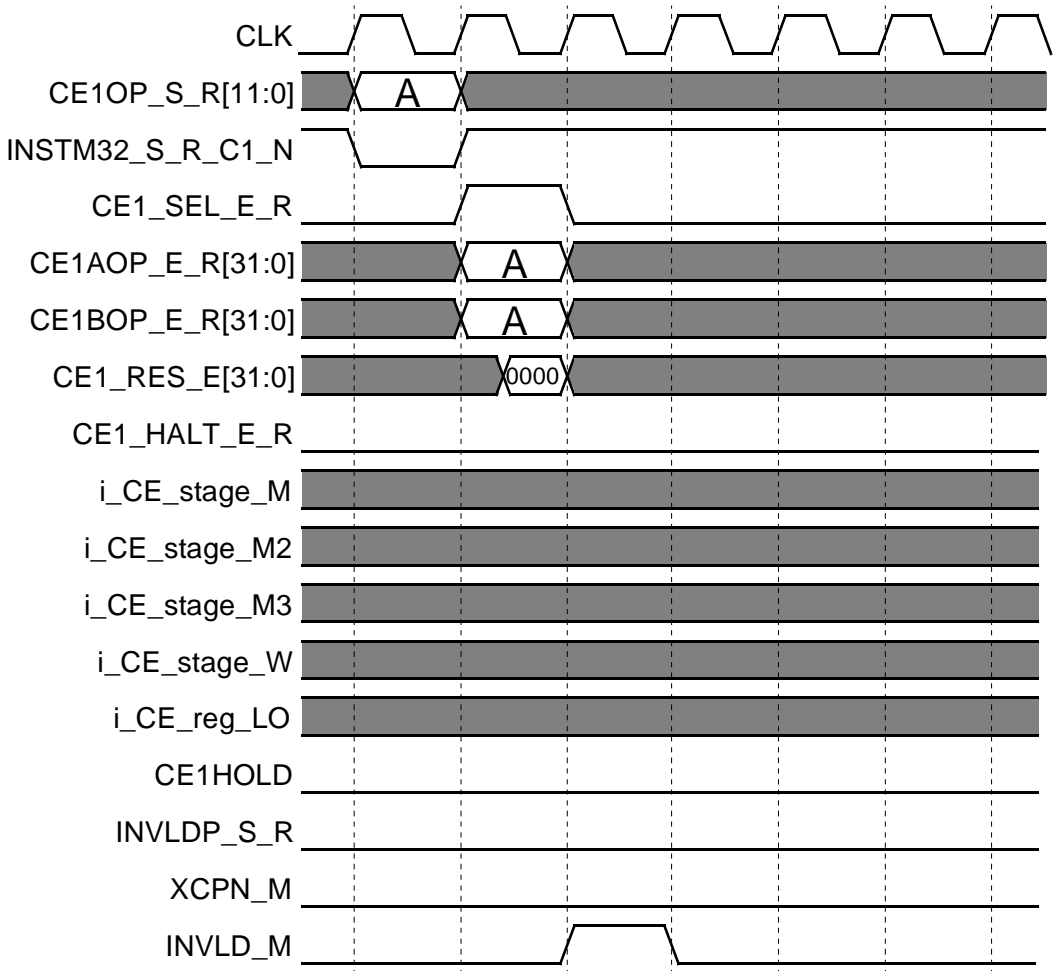 CLK
CE1OP_S_R[11:0] A
INSTM32_S_R_C1_N
CE1_SEL_E_R
CE1AOP_E_R[31:0] A
CE1BOP_E_R[31:0] A
CE1_RES_E[31:0] 0000
CE1_HALT_E_R
i_CE_stage_M
i_CE_stage_M2
i_CE_stage_M3
i_CE_stage_W
i_CE_reg_LO
CE1HOLD
INVLDP_S_R
XCPN_M
INVLD_M